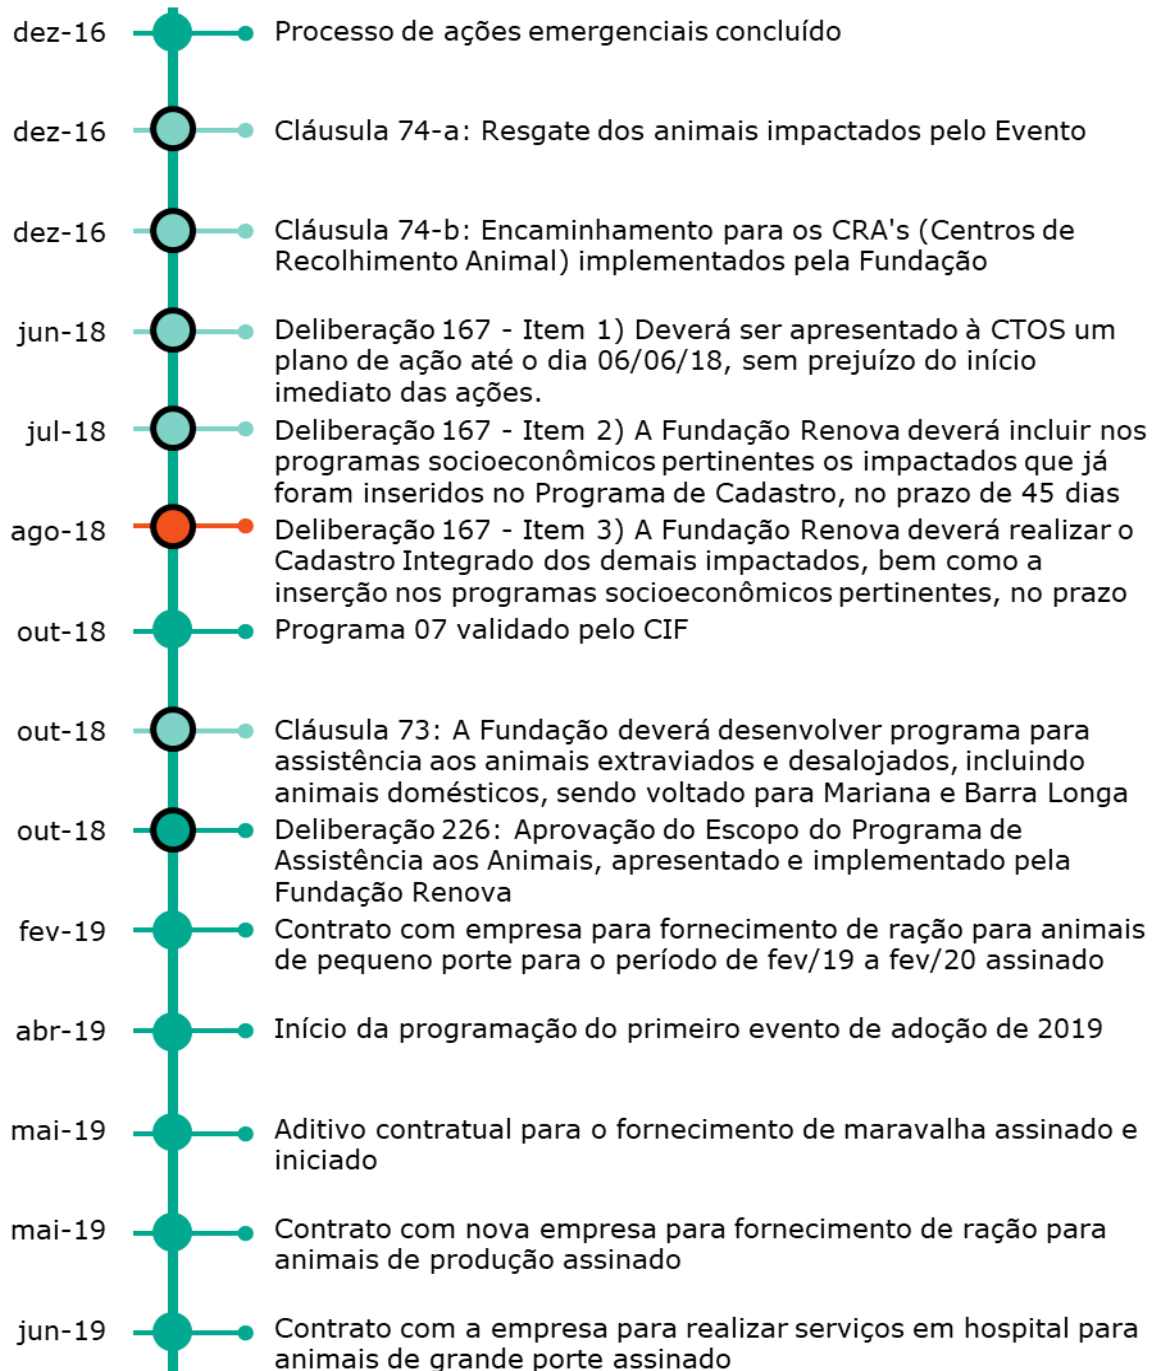 dez-16 Processo de ações emergenciais concluído
dez-16 Cláusula 74-a: Resgate dos animais impactados pelo Evento
dez-16 Cláusula 74-b: Encaminhamento para os CRA's (Centros de
Recolhimento Animal) implementados pela Fundação
jun-18 Deliberação 167 - Item 1) Deverá ser apresentado à CTOS um
plano de ação até o dia 06/06/18, sem prejuízo do início
imediato das ações.
jul-18 Deliberação 167 - Item 2) A Fundação Renova deverá incluir nos
programas socioeconômicos pertinentes os impactados que já
foram inseridos no Programa de Cadastro, no prazo de 45 dias
ago-18 Deliberação 167 - Item 3) A Fundação Renova deverá realizar o
Cadastro Integrado dos demais impactados, bem como a
inserção nos programas socioeconômicos pertinentes, no prazo
out-18 Programa 07 validado pelo CIF
out-18 Cláusula 73: A Fundação deverá desenvolver programa para
assistência aos animais extraviados e desalojados, incluindo
animais domésticos, sendo voltado para Mariana e Barra Longa
out-18 Deliberação 226: Aprovação do Escopo do Programa de
Assistência aos Animais, apresentado e implementado pela
Fundação Renova
fev-19 Contrato com empresa para fornecimento de ração para animais
de pequeno porte para o período de fev/19 a fev/20 assinado
abr-19 Início da programação do primeiro evento de adoção de 2019
mai-19 Aditivo contratual para o fornecimento de maravalha assinado e
iniciado
mai-19 Contrato com nova empresa para fornecimento de ração para
animais de produção assinado
jun-19 Contrato com a empresa para realizar serviços em hospital para
animais de grande porte assinado